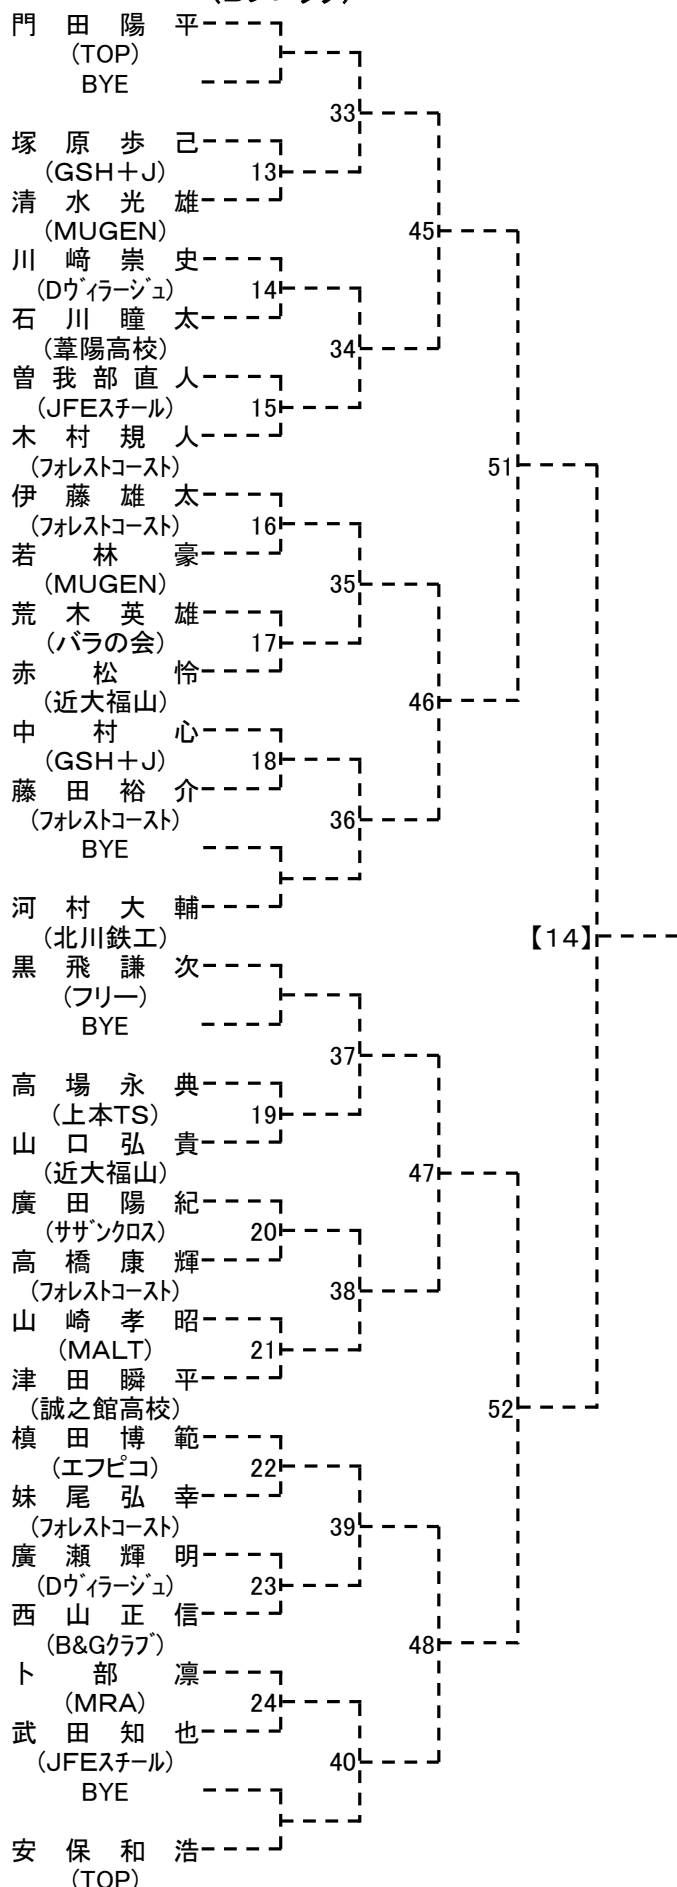 門田陽平
(TOP)
BYE
33
塚原歩己
(GSH+J) 13
清水光雄
(MUGEN) 45
川﨑崇史
(Dヴィラージュ) 14
石川瞳太
(葦陽高校) 34
曽我部直人
(JFEスチール) 15
木村規人
(フォレストコースト) 51
伊藤雄太
(フォレストコースト) 16
若林豪
(MUGEN) 35
荒木英雄
(バラの会) 17
赤松怜
(近大福山) 46
中村心
(GSH+J) 18
藤田裕介
(フォレストコースト) 36
BYE
河村大輔
(北川鉄工) 【14】
黒飛謙次
(フリー)
BYE
37
高場永典
(上本TS) 19
山口弘貴
(近大福山) 47
廣田陽紀
(サザンクロス) 20
高橋康輝
(フォレストコースト) 38
山崎孝昭
(MALT) 21
津田瞬平
(誠之館高校) 52
槙田博範
(エフピコ) 22
妹尾弘幸
(フォレストコースト) 39
廣瀬輝明
(Dヴィラージュ) 23
西山正信
(B&Gクラブ) 48
卜部凛
(MRA) 24
武田知也
(JFEスチール) 40
BYE
安保和浩
(TOP)